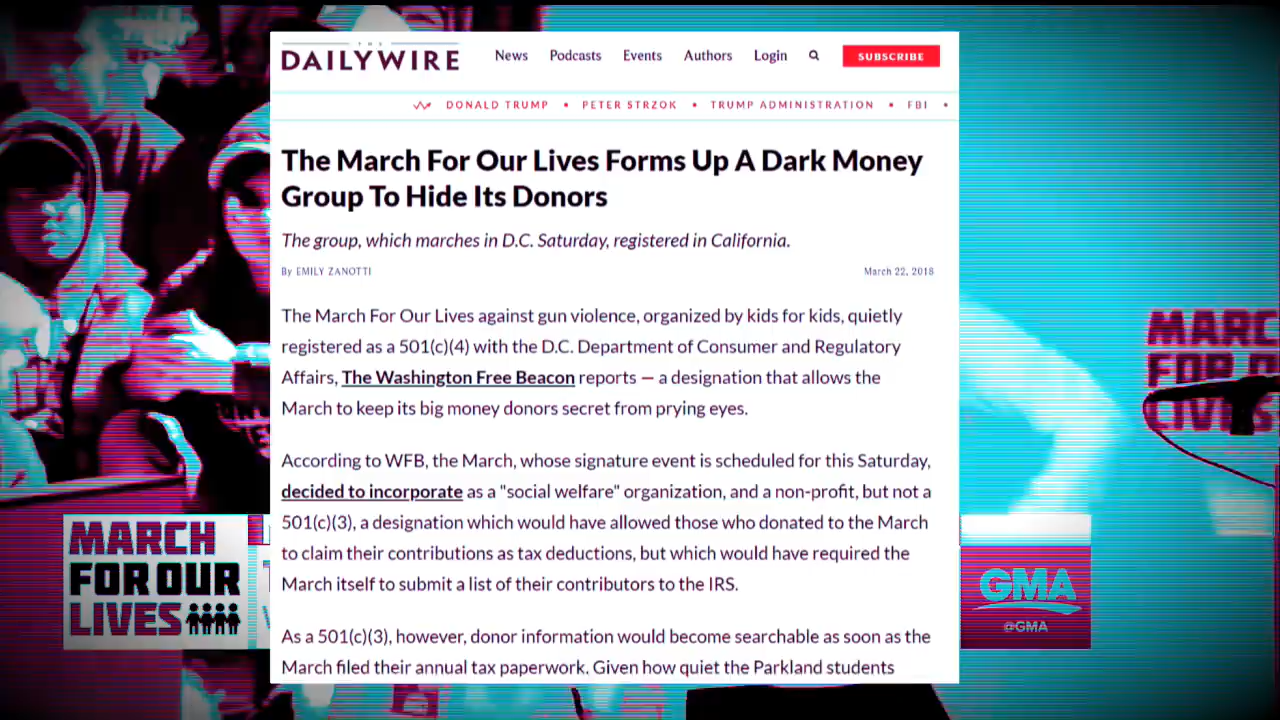 THE
DAILYWIRE
News Podcasts Events Authors Login SUBSCRIBE
DONALD TRUMP • PETER STRZOK • TRUMP ADMINISTRATION • FBI •
The March For Our Lives Forms Up A Dark Money
Group To Hide Its Donors
The group, which marches in D.C. Saturday, registered in California.
By EMILY ZANOTTI March 22, 2018
The March For Our Lives against gun violence, organized by kids for kids, quietly
registered as a 501(c)(4) with the D.C. Department of Consumer and Regulatory
Affairs, The Washington Free Beacon reports — a designation that allows the
March to keep its big money donors secret from prying eyes.
According to WFB, the March, whose signature event is scheduled for this Saturday,
decided to incorporate as a "social welfare" organization, and a non-profit, but not a
501(c)(3), a designation which would have allowed those who donated to the March
to claim their contributions as tax deductions, but which would have required the
March itself to submit a list of their contributors to the IRS.
As a 501(c)(3), however, donor information would become searchable as soon as the
March filed their annual tax paperwork. Given how quiet the Parkland students
MARCH
FOR OUR
LIVES
GMA
@GMA
MARC
FOR O
LIVES